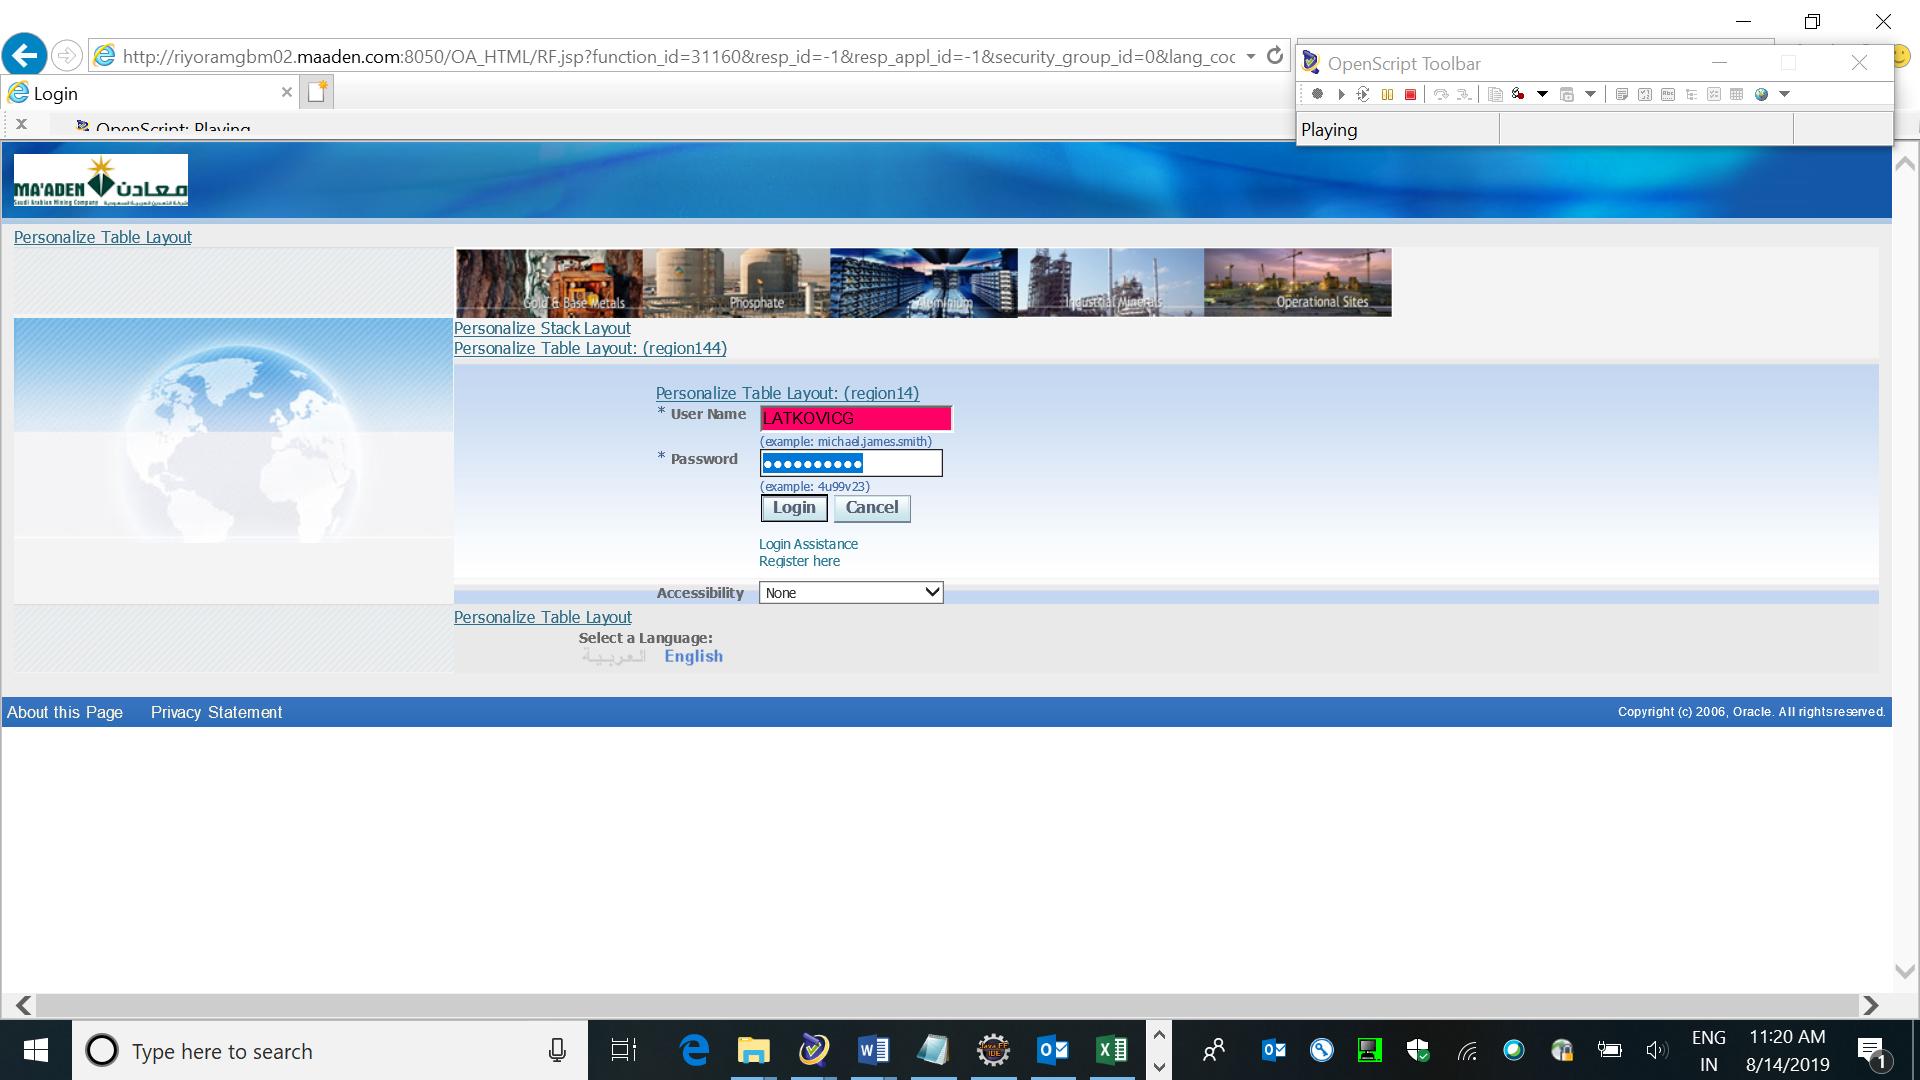 http://riyoramgbm02.maaden.com:8050/OA_HTML/RF.jsp?function_id=31160&resp_id=-1&resp_appl_id=-1&security_group_id=0&lang_coc
OpenScript Toolbar
Login
OpenScript: Playing
Playing
MA'ADEN معادن
Saudi Arabian Mining Company
Personalize Table Layout
Gold & Base Metals
Phosphate
Aluminium
Industrial Minerals
Operational Sites
Personalize Stack Layout
Personalize Table Layout: (region144)
Personalize Table Layout: (region14)
* User Name LATKOVICG
(example: michael.james.smith)
* Password ••••••••••
(example: 4u99v23)
Login Cancel
Login Assistance
Register here
Accessibility None
Personalize Table Layout
Select a Language:
العربية English
About this Page Privacy Statement
Copyright (c) 2006, Oracle. All rights reserved.
Type here to search
ENG 11:20 AM
IN 8/14/2019
1